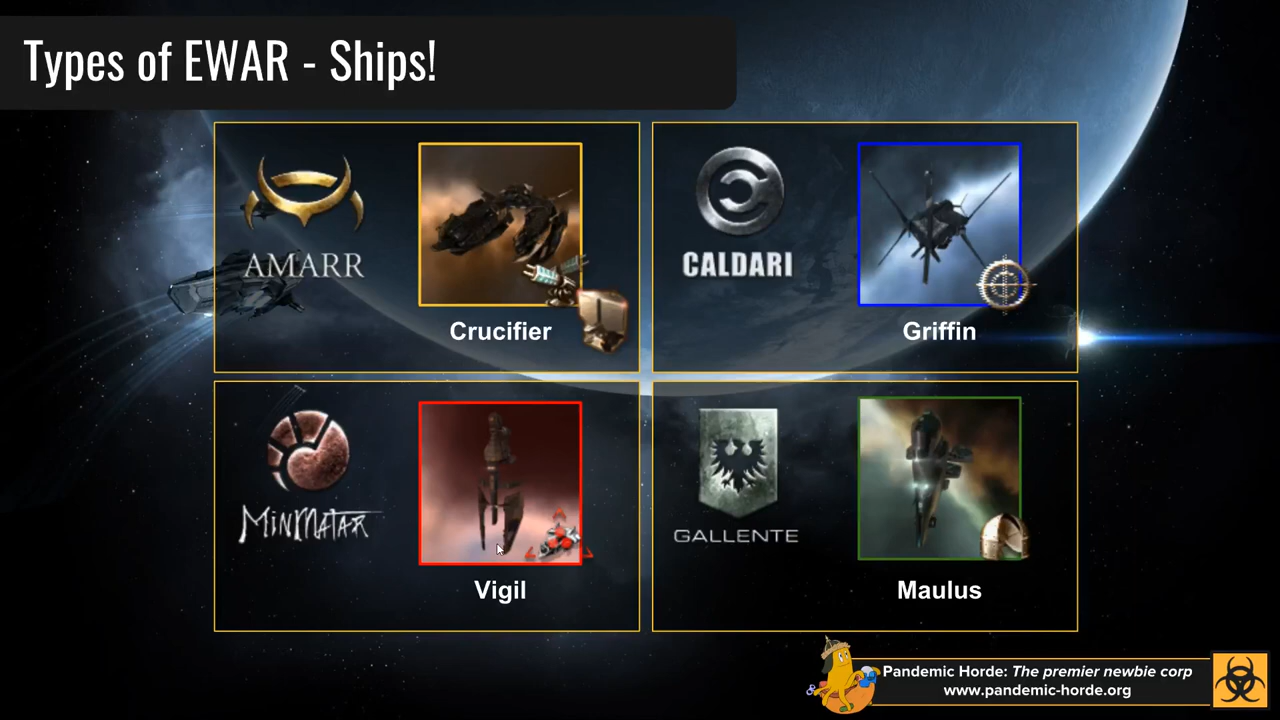 Types of EWAR - Ships!
AMARR
Crucifier
CALDARI
Griffin
MINMATAR
Vigil
GALLENTE
Maulus
Pandemic Horde: The premier newbie corp
www.pandemic-horde.org